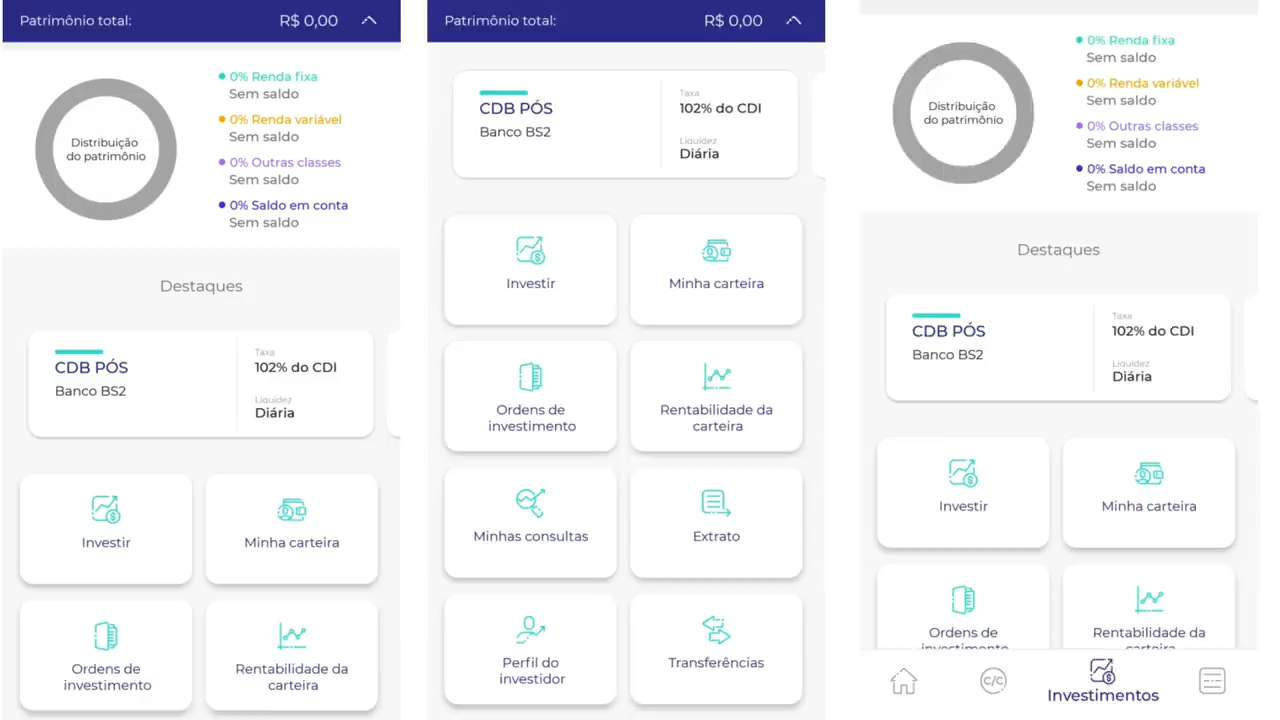 Patrimônio total: R$ 0,00
Distribuição
do patrimônio
0% Renda fixa
Sem saldo
0% Renda variável
Sem saldo
0% Outras classes
Sem saldo
0% Saldo em conta
Sem saldo
Destaques
CDB PÓS
Banco BS2
Taxa
102% do CDI
Liquidez
Diária
Investir
Minha carteira
Ordens de
investimento
Rentabilidade da
carteira
Patrimônio total: R$ 0,00
CDB PÓS
Banco BS2
Taxa
102% do CDI
Liquidez
Diária
Investir
Minha carteira
Ordens de
investimento
Rentabilidade da
carteira
Minhas consultas
Extrato
Perfil do
investidor
Transferências
Distribuição
do patrimônio
0% Renda fixa
Sem saldo
0% Renda variável
Sem saldo
0% Outras classes
Sem saldo
0% Saldo em conta
Sem saldo
Destaques
CDB PÓS
Banco BS2
Taxa
102% do CDI
Liquidez
Diária
Investir
Minha carteira
Ordens de
investimento
Rentabilidade da
carteira
C/C
Investimentos